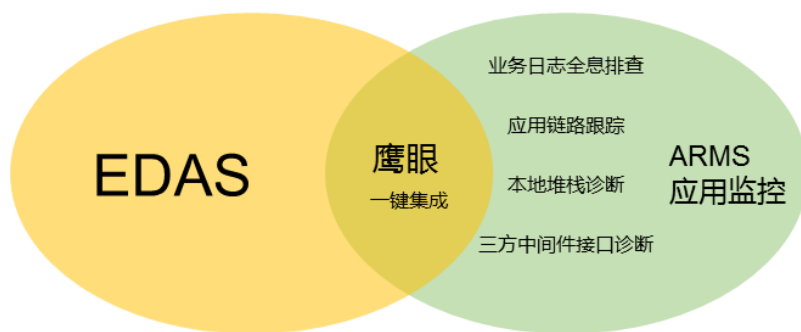 EDAS
鹰眼
一键集成
业务日志全息排查
应用链路跟踪
本地堆栈诊断
三方中间件接口诊断
ARMS
应用监控